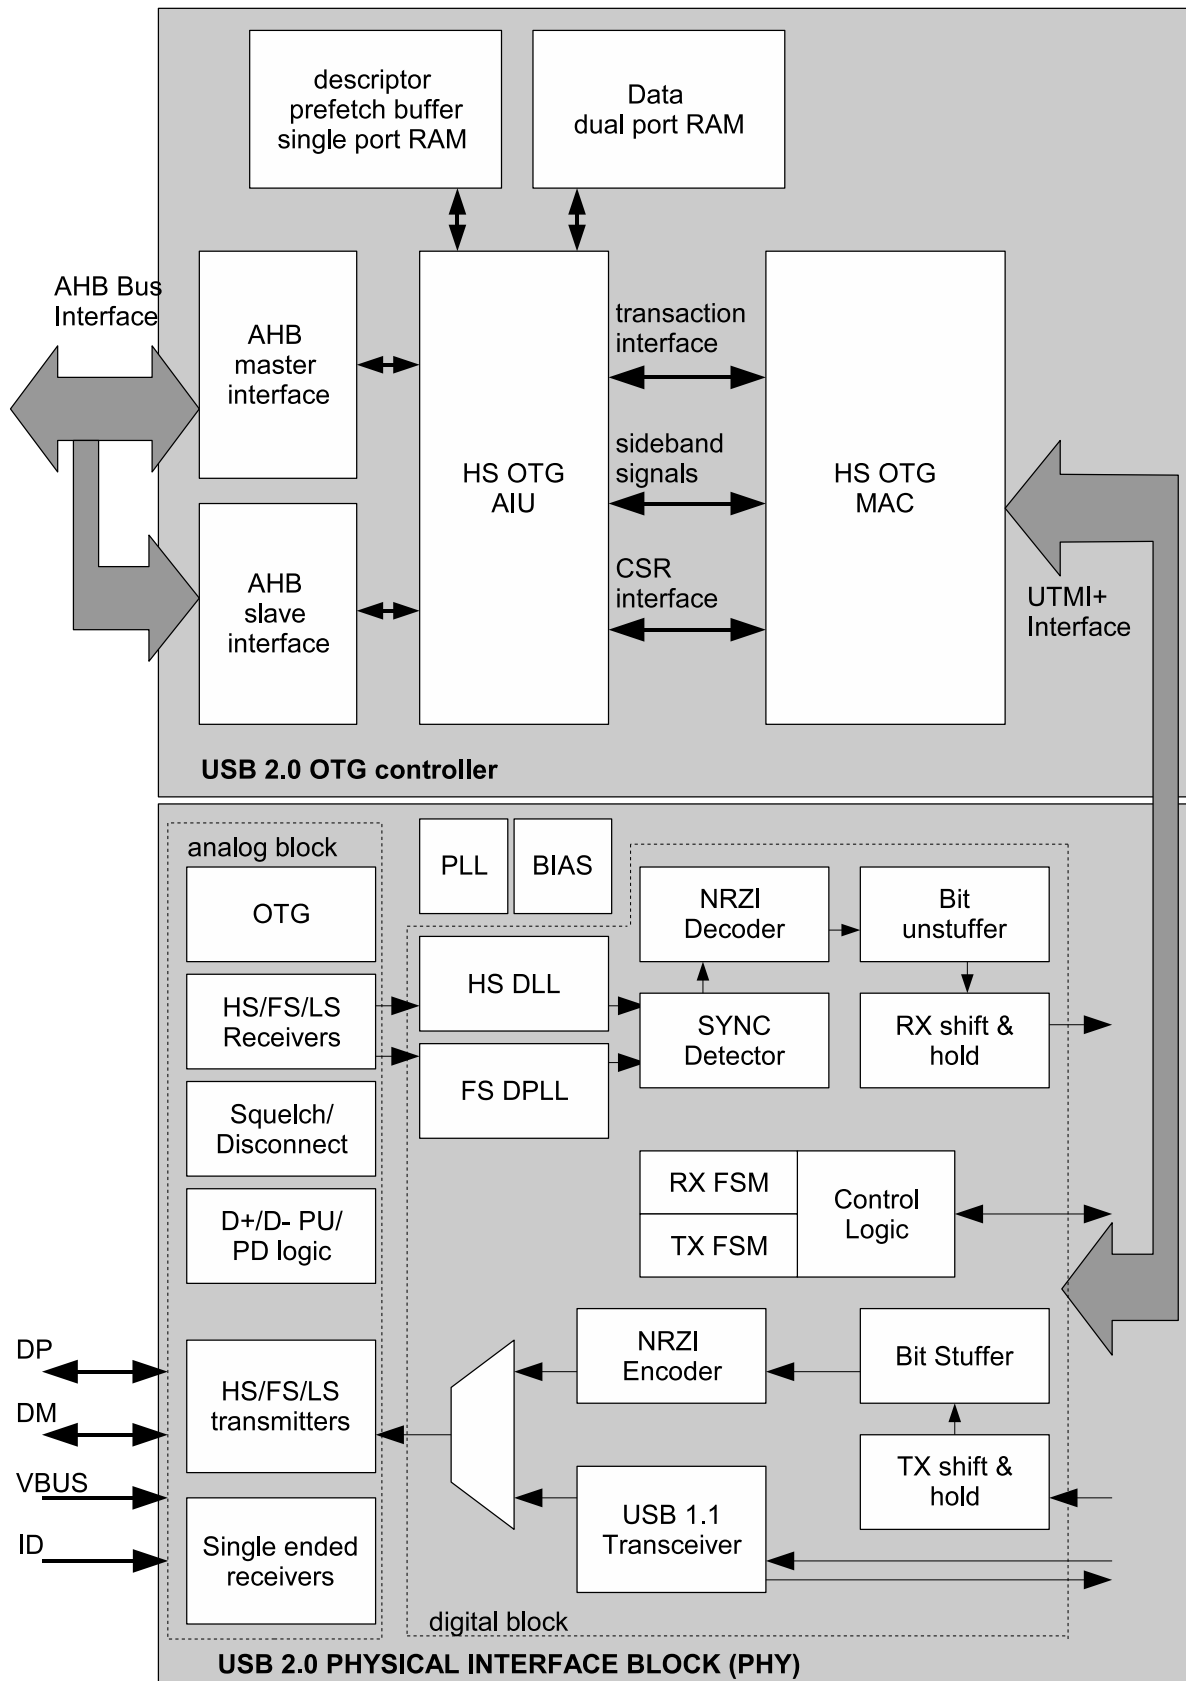 descriptor
prefetch buffer
single port RAM
Data
dual port RAM
AHB Bus
Interface
AHB
master
interface
HS OTG
AIU
transaction
interface
sideband
signals
CSR
interface
HS OTG
MAC
AHB
slave
interface
UTMI+
Interface
USB 2.0 OTG controller
analog block
OTG
HS/FS/LS
Receivers
Squelch/
Disconnect
D+/D- PU/
PD logic
HS/FS/LS
transmitters
Single ended
receivers
PLL
BIAS
HS DLL
FS DPLL
NRZI
Decoder
Bit
unstuffer
SYNC
Detector
RX shift &
hold
RX FSM
TX FSM
Control
Logic
NRZI
Encoder
Bit Stuffer
TX shift &
hold
USB 1.1
Transceiver
DP
DM
VBUS
ID
digital block
USB 2.0 PHYSICAL INTERFACE BLOCK (PHY)